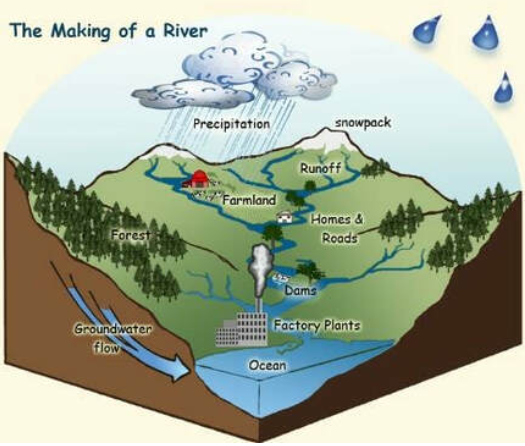 The Making of a River
Precipitation
snowpack
Runoff
Farmland
Homes &
Roads
Forest
Dams
Groundwater
flow
Factory Plants
Ocean